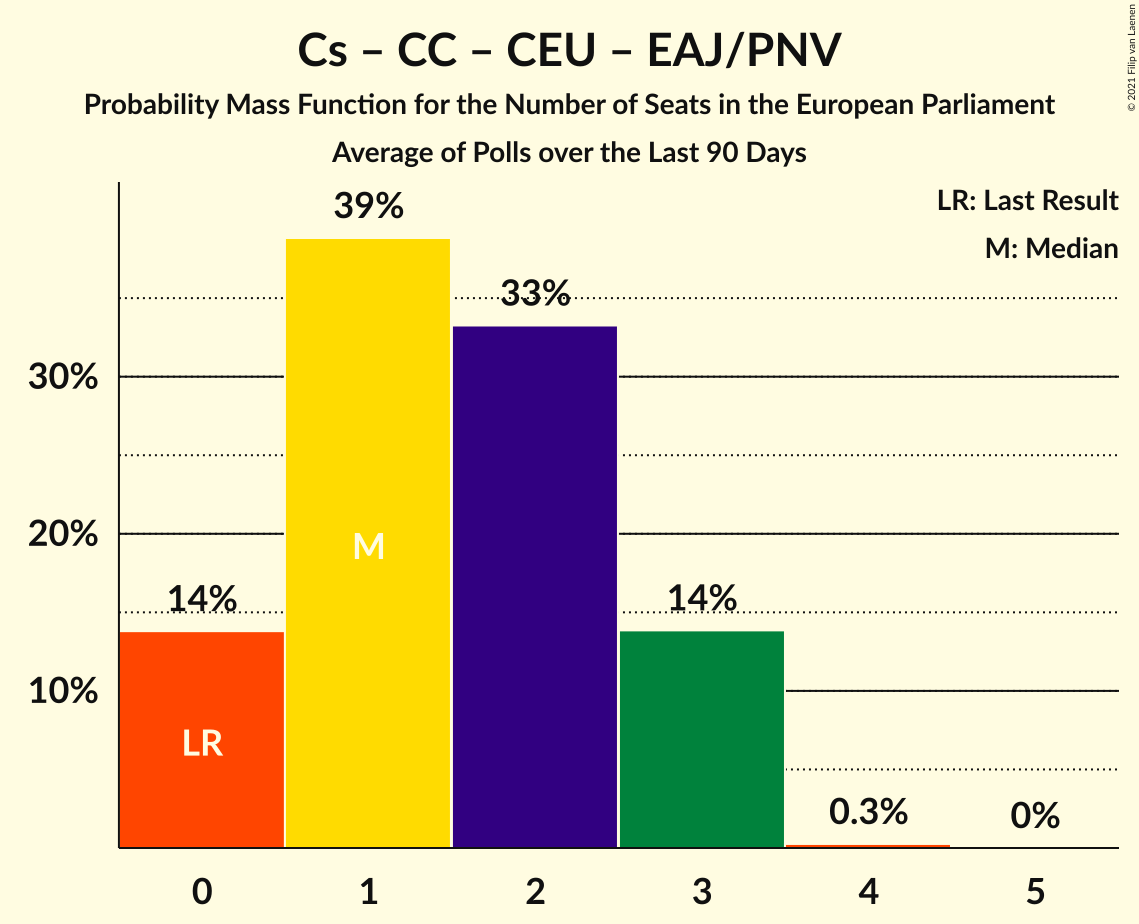 Cs – CC – CEU – EAJ/PNV
Probability Mass Function for the Number of Seats in the European Parliament
Average of Polls over the Last 90 Days
© 2021 Filip van Laenen
LR: Last Result
M: Median
39%
33%
30%
20%
M
14%
14%
10%
LR
0.3%
0%
0 1 2 3 4 5